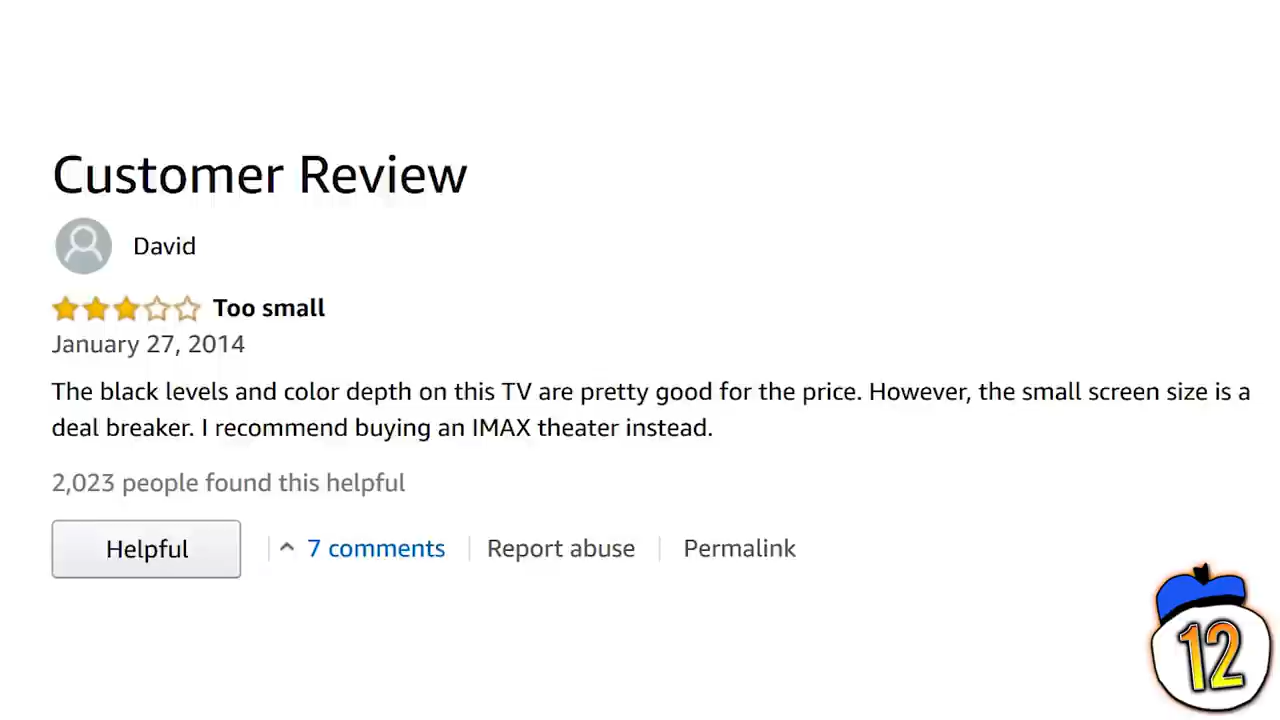 Customer Review
David
Too small
January 27, 2014
The black levels and color depth on this TV are pretty good for the price. However, the small screen size is a
deal breaker. I recommend buying an IMAX theater instead.
2,023 people found this helpful
Helpful
7 comments
Report abuse
Permalink
12